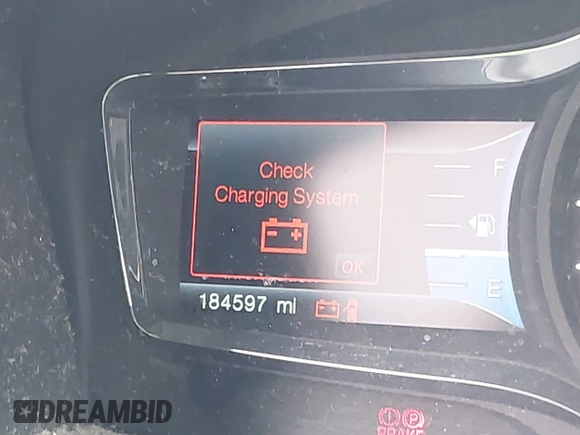 Check
Charging System
OK
F
E
184597 mi
P
BRAKE
DREAMBID